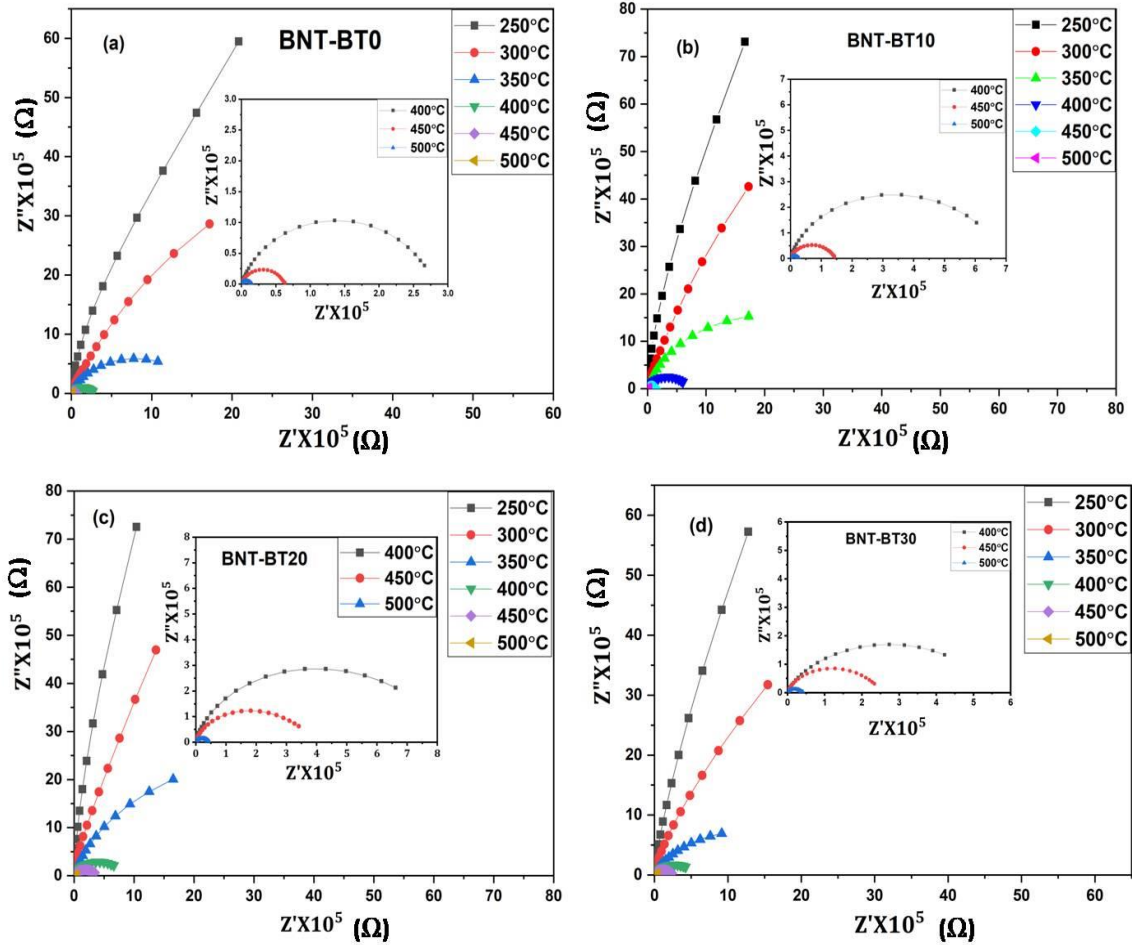 (a)
BNT-BT0
250°C
300°C
350°C
400°C
450°C
500°C
Z"X10⁵ (Ω)
60
50
40
30
20
10
0
0 10 20 30 40 50 60
Z'X10⁵ (Ω)
400°C
450°C
500°C
Z"X10⁵
3.0
2.5
2.0
1.5
1.0
0.5
0.0
0.0 0.5 1.0 1.5 2.0 2.5 3.0
Z'X10⁵
(b)
BNT-BT10
250°C
300°C
350°C
400°C
450°C
500°C
Z"X10⁵ (Ω)
80
70
60
50
40
30
20
10
0
0 10 20 30 40 50 60 70 80
Z'X10⁵ (Ω)
400°C
450°C
500°C
Z"X10⁵
7
6
5
4
3
2
1
0
0 1 2 3 4 5 6 7
Z'X10⁵
(c)
250°C
300°C
350°C
400°C
450°C
500°C
Z"X10⁵ (Ω)
80
70
60
50
40
30
20
10
0
0 10 20 30 40 50 60 70 80
Z'X10⁵ (Ω)
BNT-BT20
400°C
450°C
500°C
Z"X10⁵
8
7
6
5
4
3
2
1
0
0 1 2 3 4 5 6 7 8
Z'X10⁵
(d)
250°C
300°C
350°C
400°C
450°C
500°C
Z"X10⁵ (Ω)
60
50
40
30
20
10
0
0 10 20 30 40 50 60
Z'X10⁵ (Ω)
BNT-BT30
400°C
450°C
500°C
Z"X10⁵
6
5
4
3
2
1
0
0 1 2 3 4 5 6
Z'X10⁵